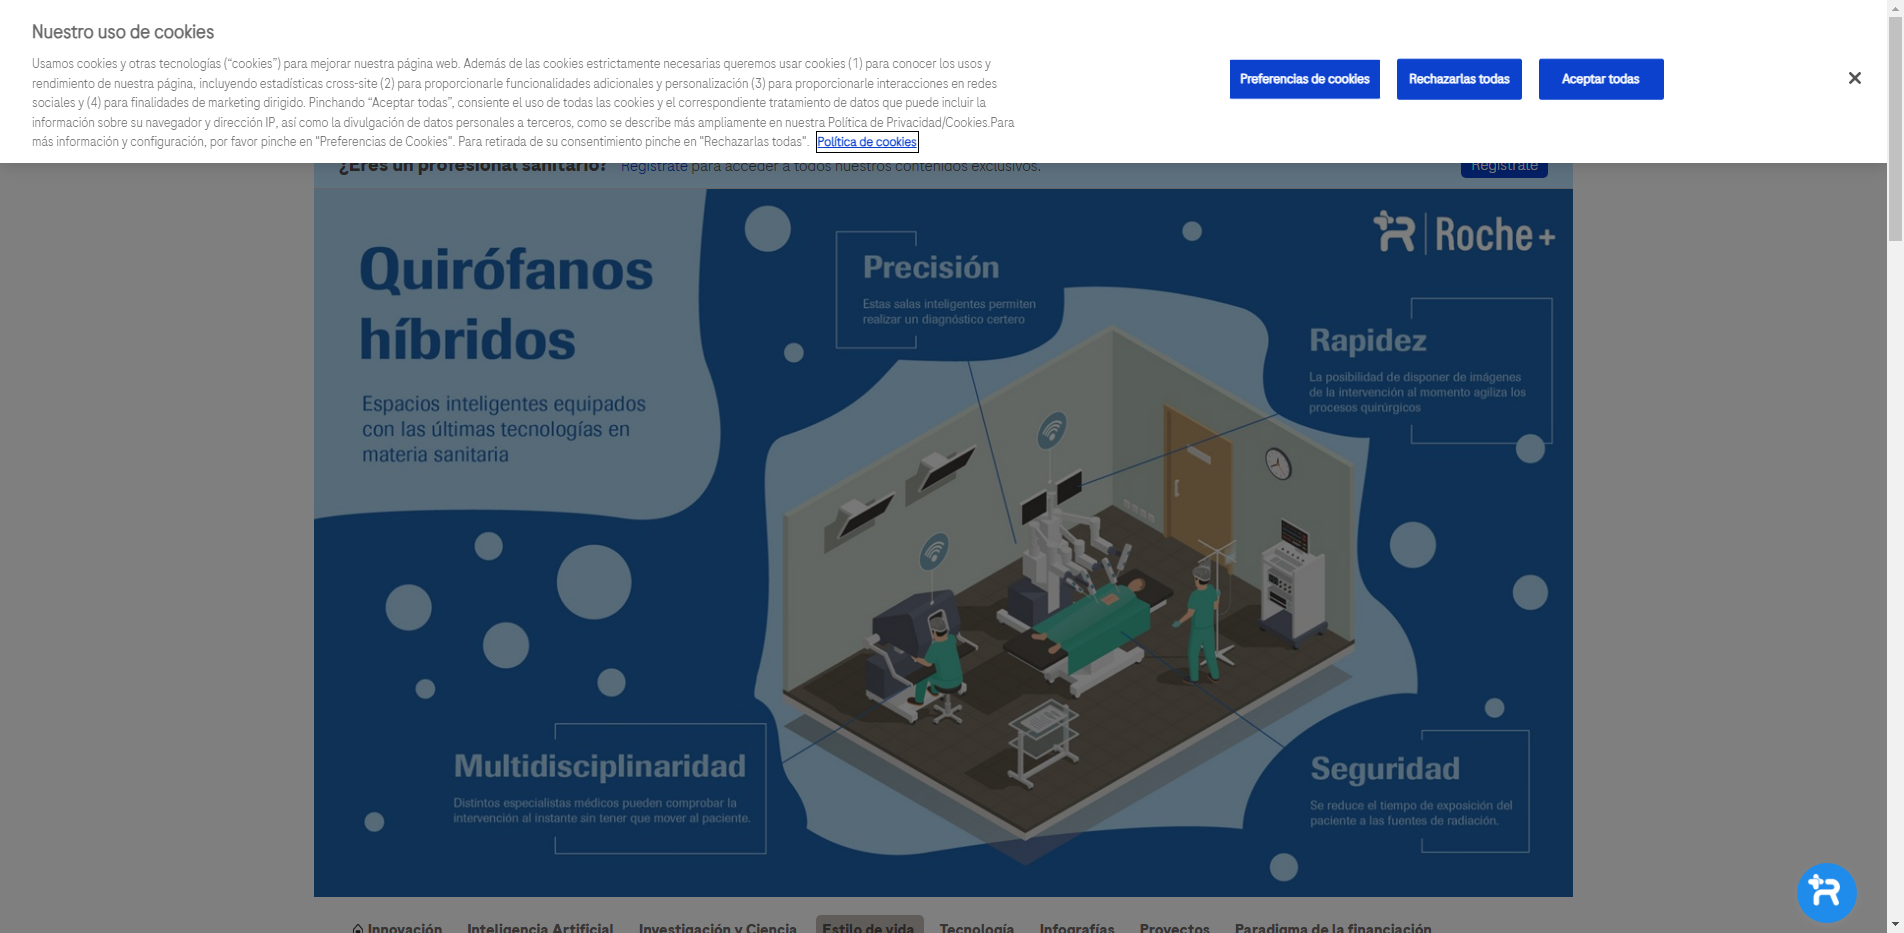 Nuestro uso de cookies
Usamos cookies y otras tecnologías (“cookies”) para mejorar nuestra página web. Además de las cookies estrictamente necesarias queremos usar cookies (1) para conocer los usos y
rendimiento de nuestra página, incluyendo estadísticas cross-site (2) para proporcionarle funcionalidades adicionales y personalización (3) para proporcionarle interacciones en redes
sociales y (4) para finalidades de marketing dirigido. Pinchando “Aceptar todas”, consiente el uso de todas las cookies y el correspondiente tratamiento de datos que puede incluir la
información sobre su navegador y dirección IP, así como la divulgación de datos personales a terceros, como se describe más ampliamente en nuestra Política de Privacidad/Cookies.Para
más información y configuración, por favor pinche en "Preferencias de Cookies". Para retirada de su consentimiento pinche en "Rechazarlas todas". Política de cookies
Preferencias de cookies
Rechazarlas todas
Aceptar todas
¿Eres un profesional sanitario? Regístrate para acceder a todos nuestros contenidos exclusivos.
Regístrate
Quirófanos
híbridos
Espacios inteligentes equipados
con las últimas tecnologías en
materia sanitaria
Precisión
Estas salas inteligentes permiten
realizar un diagnóstico certero
Roche+
Rapidez
La posibilidad de disponer de imágenes
de la intervención al momento agiliza los
procesos quirúrgicos
Multidisciplinaridad
Distintos especialistas médicos pueden comprobar la
intervención al instante sin tener que mover al paciente.
Seguridad
Se reduce el tiempo de exposición del
paciente a las fuentes de radiación.
Innovación Inteligencia Artificial Investigación y Ciencia Estilo de vida Tecnología Infografías Proyectos Paradigma de la financiación